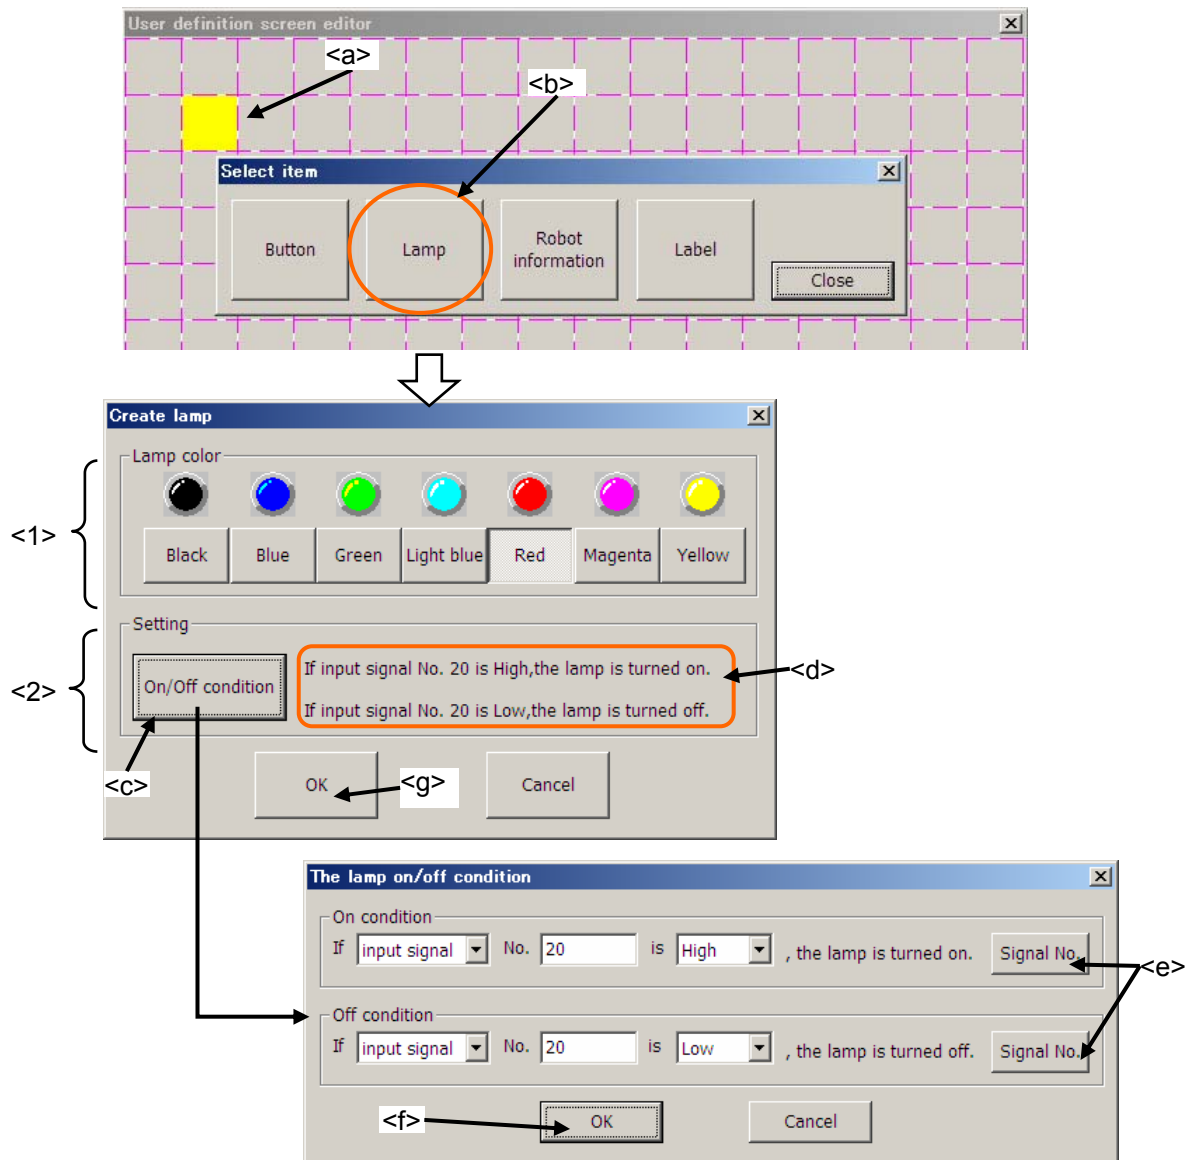 User definition screen editor
<a>
<b>
Select item
Button
Lamp
Robot
information
Label
Close
Create lamp
Lamp color
<1>
Black
Blue
Green
Light blue
Red
Magenta
Yellow
Setting
<2>
On/Off condition
If input signal No. 20 is High,the lamp is turned on.
If input signal No. 20 is Low,the lamp is turned off.
<d>
<c>
OK
<g>
Cancel
The lamp on/off condition
On condition
If input signal No. 20 is High , the lamp is turned on. Signal No.
<e>
Off condition
If input signal No. 20 is Low , the lamp is turned off. Signal No.
<f>
OK
Cancel